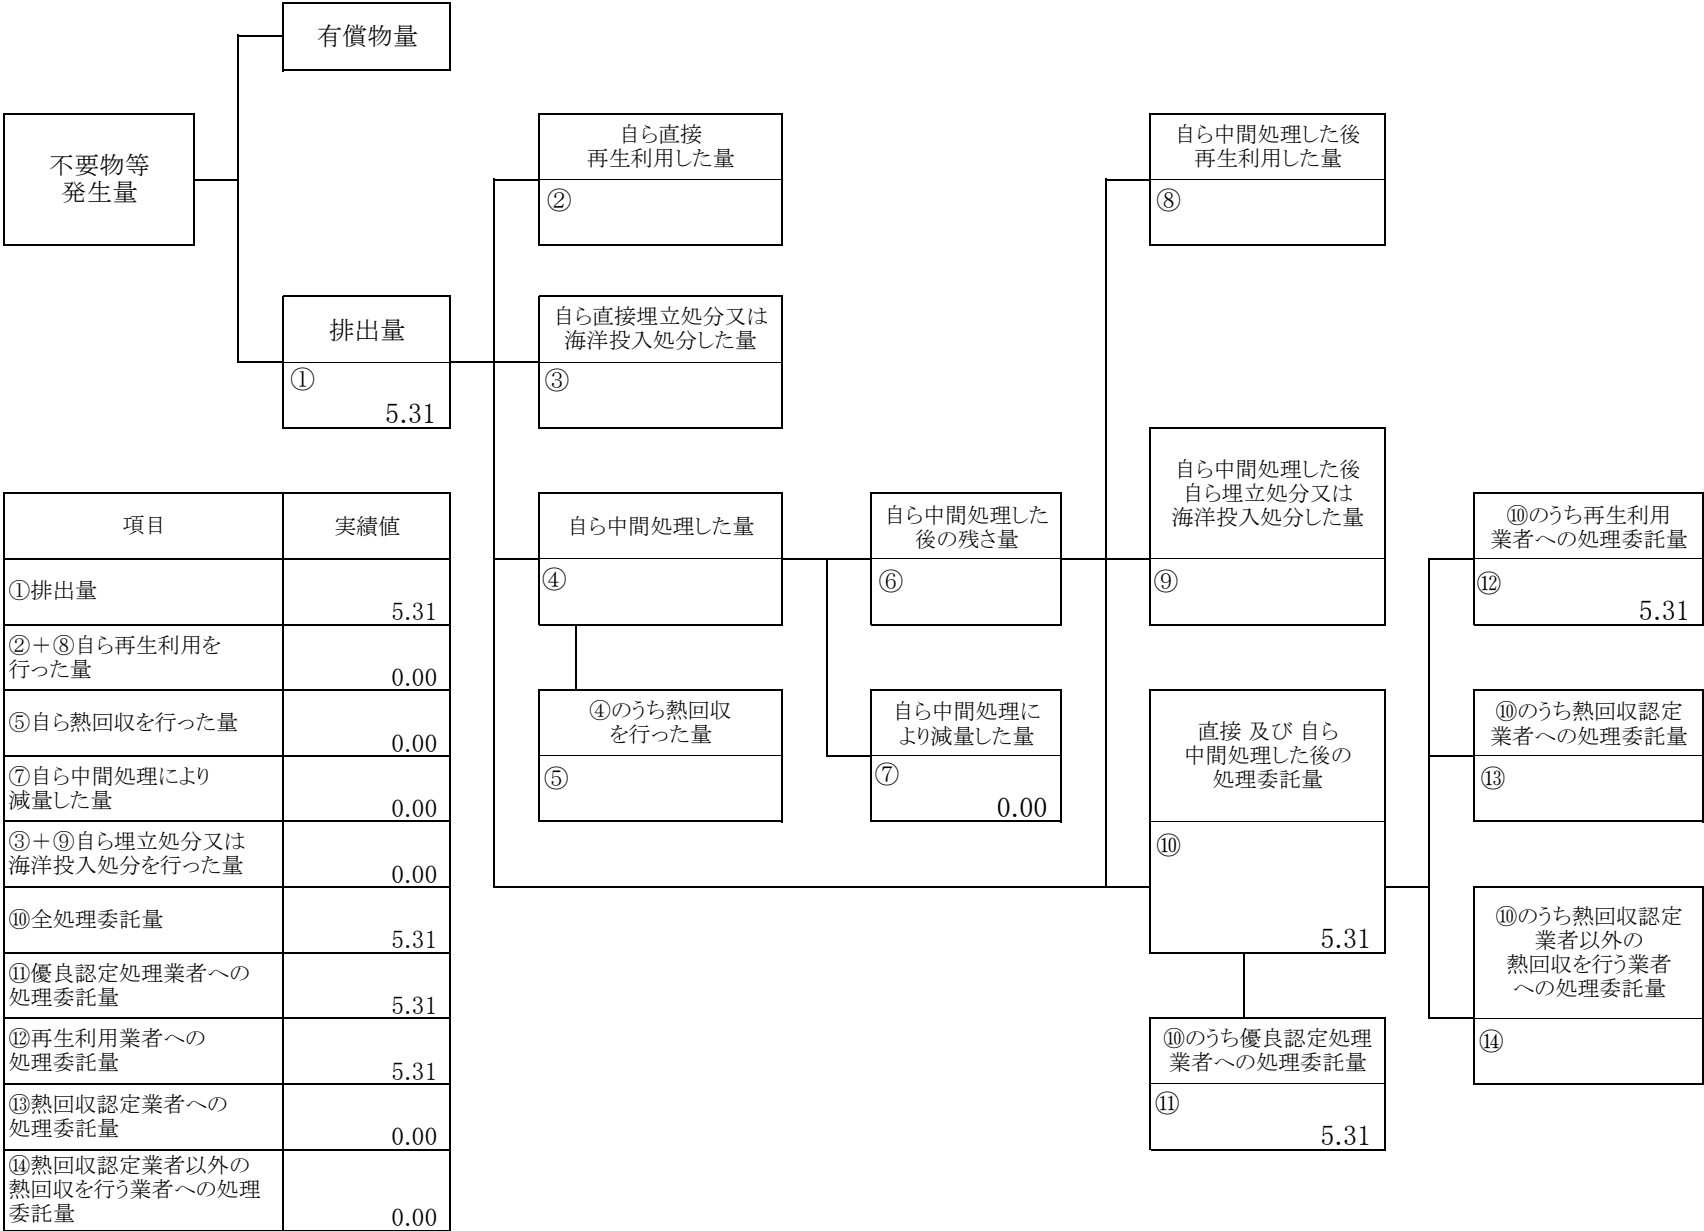 有償物量
不要物等
発生量
自ら直接
再生利用した量
②
自ら中間処理した後
再生利用した量
⑧
排出量
①
5.31
自ら直接埋立処分又は
海洋投入処分した量
③
自ら中間処理した後
自ら埋立処分又は
海洋投入処分した量
⑨
自ら中間処理した量
④
自ら中間処理した
後の残さ量
⑥
⑩のうち再生利用
業者への処理委託量
⑫
5.31
④のうち熱回収
を行った量
⑤
自ら中間処理に
より減量した量
⑦
0.00
直接 及び 自ら
中間処理した後の
処理委託量
⑩
5.31
⑩のうち熱回収認定
業者への処理委託量
⑬
⑩のうち熱回収認定
業者以外の
熱回収を行う業者
への処理委託量
⑭
⑩のうち優良認定処理
業者への処理委託量
⑪
5.31
項目 実績値
①排出量
5.31
②+⑧自ら再生利用を
行った量
0.00
⑤自ら熱回収を行った量
0.00
⑦自ら中間処理により
減量した量
0.00
③+⑨自ら埋立処分又は
海洋投入処分を行った量
0.00
⑩全処理委託量
5.31
⑪優良認定処理業者への
処理委託量
5.31
⑫再生利用業者への
処理委託量
5.31
⑬熱回収認定業者への
処理委託量
0.00
⑭熱回収認定業者以外の
熱回収を行う業者への処理
委託量
0.00